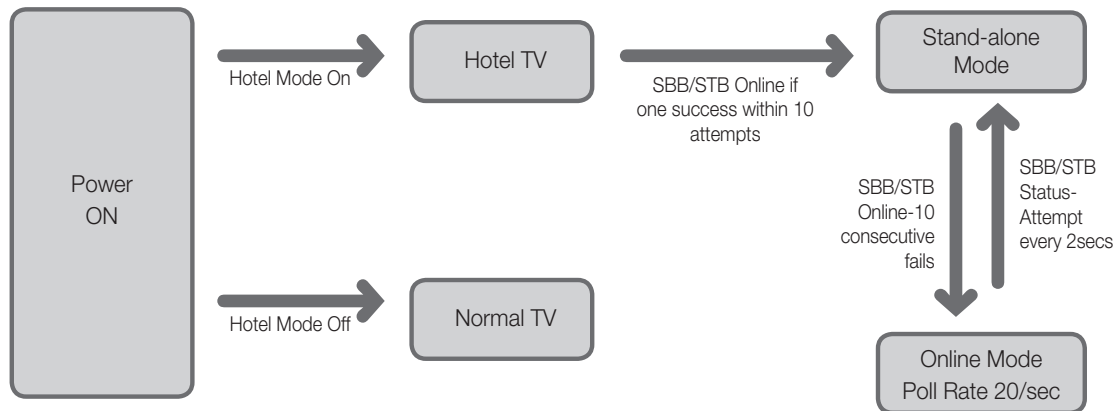 Power
ON
Hotel Mode On
Hotel TV
SBB/STB Online if
one success within 10
attempts
Stand-alone
Mode
SBB/STB
Online-10
consecutive
fails
SBB/STB
Status-
Attempt
every 2secs
Hotel Mode Off
Normal TV
Online Mode
Poll Rate 20/sec